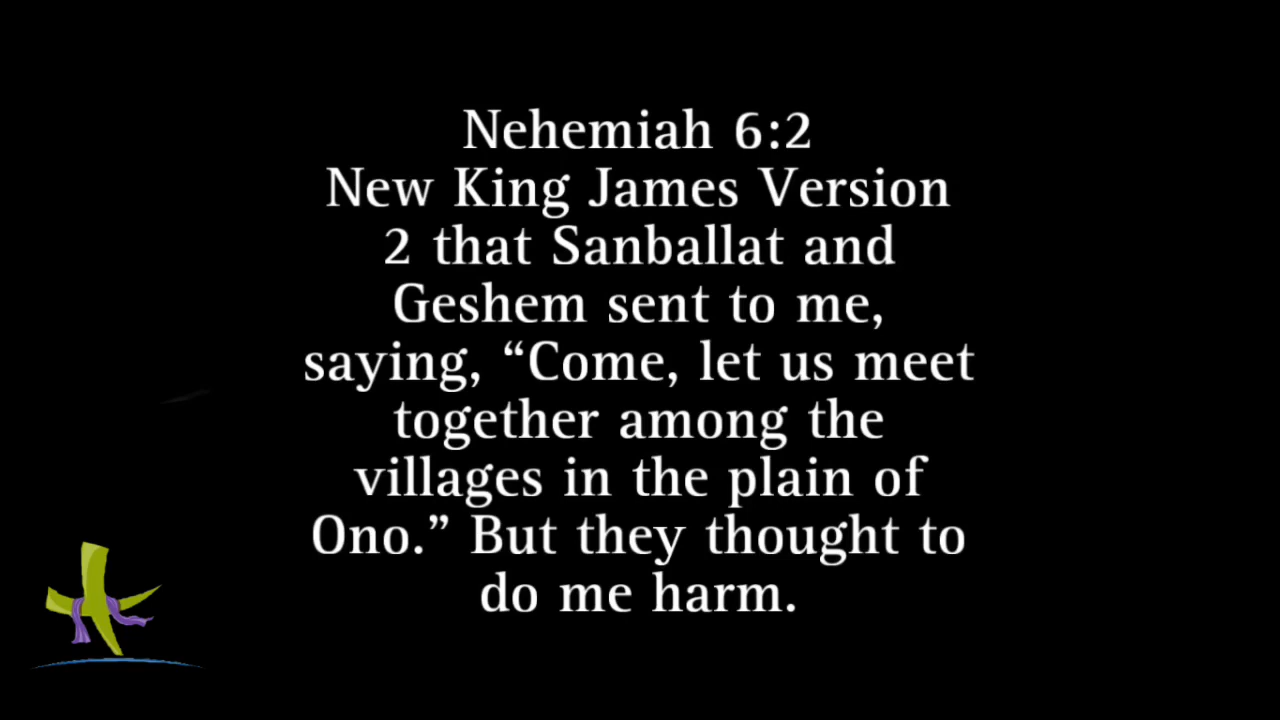 Nehemiah 6:2
New King James Version
2 that Sanballat and
Geshem sent to me,
saying, “Come, let us meet
together among the
villages in the plain of
Ono.” But they thought to
do me harm.